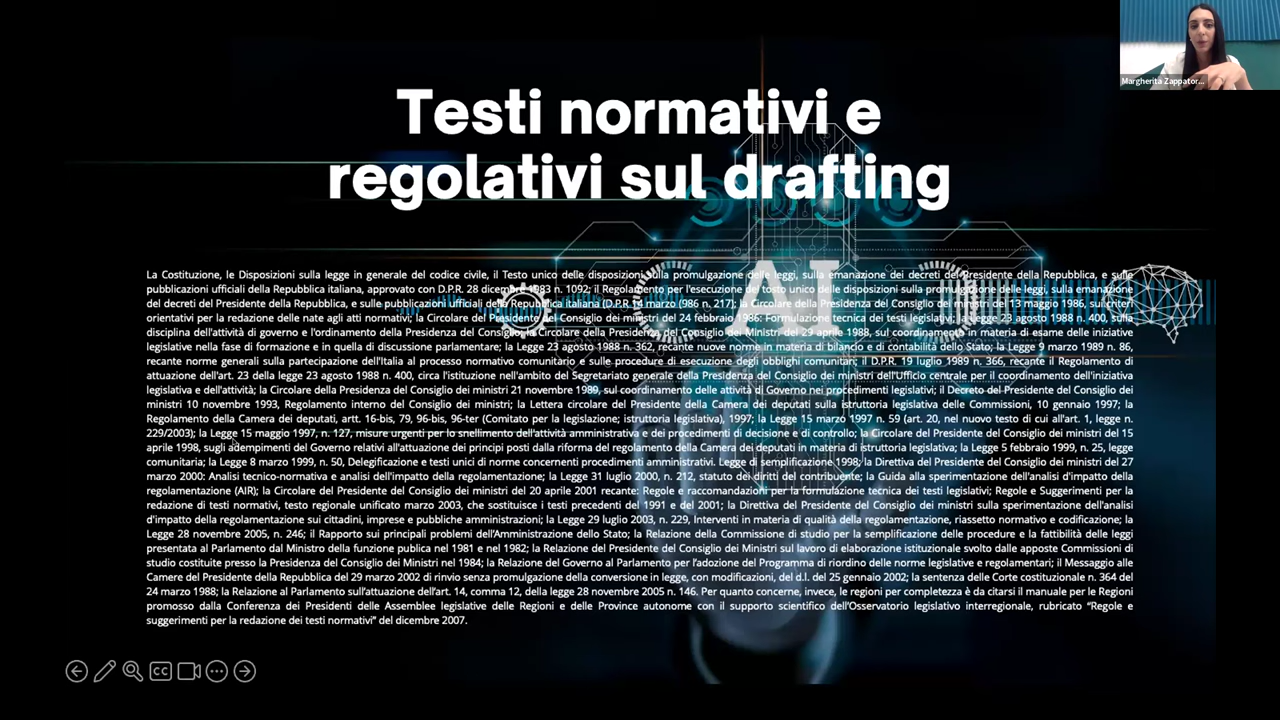 Margherita Zappator...
Testi normativi e
regolativi sul drafting
AI
La Costituzione, le Disposizioni sulla legge in generale del codice civile, il Testo unico delle disposizioni sulla promulgazione delle leggi, sulla emanazione dei decreti del Presidente della Repubblica, e sulle
pubblicazioni ufficiali della Repubblica italiana, approvato con D.P.R. 28 dicembre 1983 n. 1092; il Regolamento per l'esecuzione del testo unico delle disposizioni sulla promulgazione delle leggi, sulla emanazione
dei decreti del Presidente della Repubblica, e sulle pubblicazioni ufficiali della Repubblica italiana (D.P.R 14 marzo (986 n. 217); la Circolare della Presidenza del Consiglio dei ministri del 13 maggio 1986, sui criteri
orientativi per la redazione delle nate agli atti normativi; la Circolare del Presidente del Consiglio dei ministri del 24 febbraio 1986: Formulazione tecnica dei testi legislativi; la Legge 23 agosto 1988 n. 400, sulla
disciplina dell'attività di governo e l'ordinamento della Presidenza del Consiglio; la Circolare della Presidenza del Consiglio dei Ministri del 29 aprile 1988, sul coordinamento in materia di esame delle iniziative
legislative nella fase di formazione e in quella di discussione parlamentare; la Legge 23 agosto 1988 n. 362, recante nuove norme in materia di bilancio e di contabilità dello Stato; la Legge 9 marzo 1989 n. 86,
recante norme generali sulla partecipazione dell'Italia al processo normativo comunitario e sulle procedure di esecuzione degli obblighi comunitari; il D.P.R. 19 luglio 1989 n. 366, recante il Regolamento di
attuazione dell'art. 23 della legge 23 agosto 1988 n. 400, circa l'istituzione nell'ambito del Segretariato generale della Presidenza del Consiglio dei ministri dell'Ufficio centrale per il coordinamento dell'iniziativa
legislativa e dell'attività; la Circolare della Presidenza del Consiglio dei ministri 21 novembre 1989, sul coordinamento delle attività di Governo nei procedimenti legislativi; il Decreto del Presidente del Consiglio dei
ministri 10 novembre 1993, Regolamento interno del Consiglio dei ministri; la Lettera circolare del Presidente della Camera dei deputati sulla istruttoria legislativa delle Commissioni, 10 gennaio 1997; la
Regolamento della Camera dei deputati, artt. 16-bis, 79, 96-bis, 96-ter (Comitato per la legislazione; istruttoria legislativa), 1997; la Legge 15 marzo 1997 n. 59 (art. 20, nel nuovo testo di cui all'art. 1, legge n.
229/2003); la Legge 15 maggio 1997, n. 127, misure urgenti per lo snellimento dell'attività amministrativa e dei procedimenti di decisione e di controllo; la Circolare del Presidente del Consiglio dei ministri del 15
aprile 1998, sugli adempimenti del Governo relativi all'attuazione dei principi posti dalla riforma del regolamento della Camera dei deputati in materia di istruttoria legislativa; la Legge 5 febbraio 1999, n. 25, legge
comunitaria; la Legge 8 marzo 1999, n. 50, Delegificazione e testi unici di norme concernenti procedimenti amministrativi. Legge di semplificazione 1998; la Direttiva del Presidente del Consiglio dei ministri del 27
marzo 2000: Analisi tecnico-normativa e analisi dell'impatto della regolamentazione; la Legge 31 luglio 2000, n. 212, statuto dei diritti del contribuente; la Guida alla sperimentazione dell'analisi d'impatto della
regolamentazione (AIR); la Circolare del Presidente del Consiglio dei ministri del 20 aprile 2001 recante: Regole e raccomandazioni per la formulazione tecnica dei testi legislativi; Regole e Suggerimenti per la
redazione di testi normativi, testo regionale unificato marzo 2003, che sostituisce i testi precedenti del 1991 e del 2001; la Direttiva del Presidente del Consiglio dei ministri sulla sperimentazione dell'analisi
d'impatto della regolamentazione sui cittadini, imprese e pubbliche amministrazioni; la Legge 29 luglio 2003, n. 229, Interventi in materia di qualità della regolamentazione, riassetto normativo e codificazione; la
Legge 28 novembre 2005, n. 246; il Rapporto sui principali problemi dell'Amministrazione dello Stato; la Relazione della Commissione di studio per la semplificazione delle procedure e la fattibilità delle leggi
presentata al Parlamento dal Ministro della funzione publica nel 1981 e nel 1982; la Relazione del Presidente del Consiglio dei Ministri sul lavoro di elaborazione istituzionale svolto dalle apposte Commissioni di
studio costituite presso la Presidenza del Consiglio dei Ministri nel 1984; la Relazione del Governo al Parlamento per l'adozione del Programma di riordino delle norme legislative e regolamentari; il Messaggio alle
Camere del Presidente della Repubblica del 29 marzo 2002 di rinvio senza promulgazione della conversione in legge, con modificazioni, del d.l. del 25 gennaio 2002; la sentenza delle Corte costituzionale n. 364 del
24 marzo 1988; la Relazione al Parlamento sull'attuazione dell'art. 14, comma 12, della legge 28 novembre 2005 n. 146. Per quanto concerne, invece, le regioni per completezza è da citarsi il manuale per le Regioni
promosso dalla Conferenza dei Presidenti delle Assemblee legislative delle Regioni e delle Province autonome con il supporto scientifico dell'Osservatorio legislativo interregionale, rubricato "Regole e
suggerimenti per la redazione dei testi normativi" del dicembre 2007.
CC